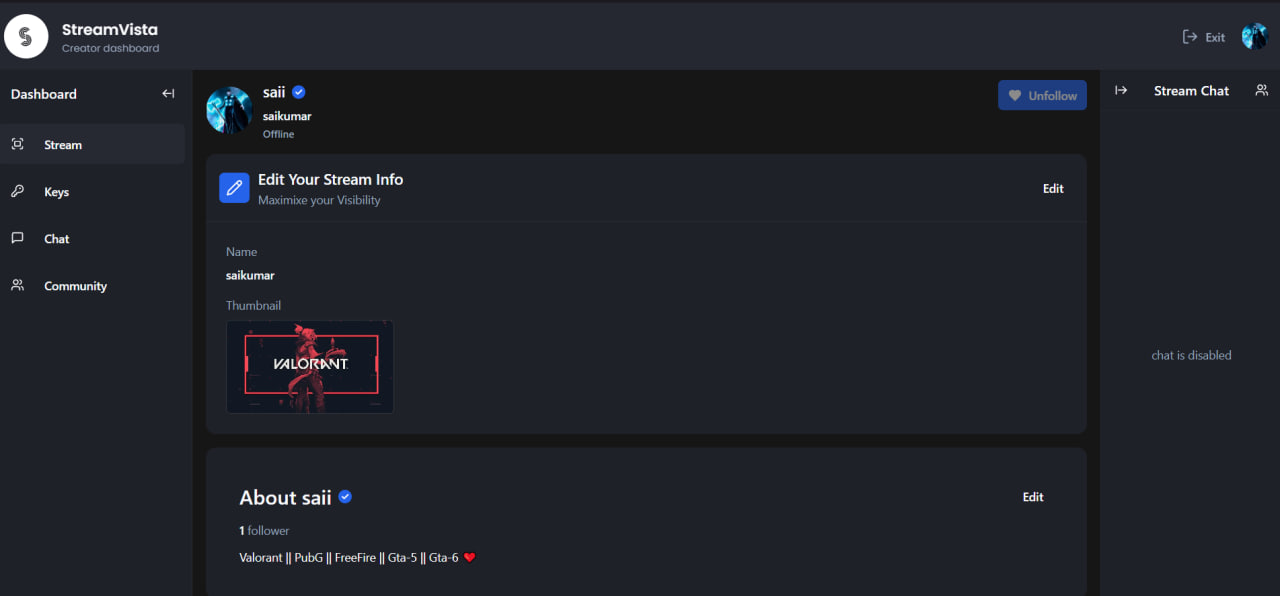 StreamVista
Creator dashboard
Exit
Dashboard
Stream
Keys
Chat
Community
saii
saikumar
Offline
Unfollow
Edit Your Stream Info
Maximixe your Visibility
Edit
Name
saikumar
Thumbnail
VALORANT
About saii
Edit
1 follower
Valorant || PubG || FreeFire || Gta-5 || Gta-6 ❤️
Stream Chat
chat is disabled